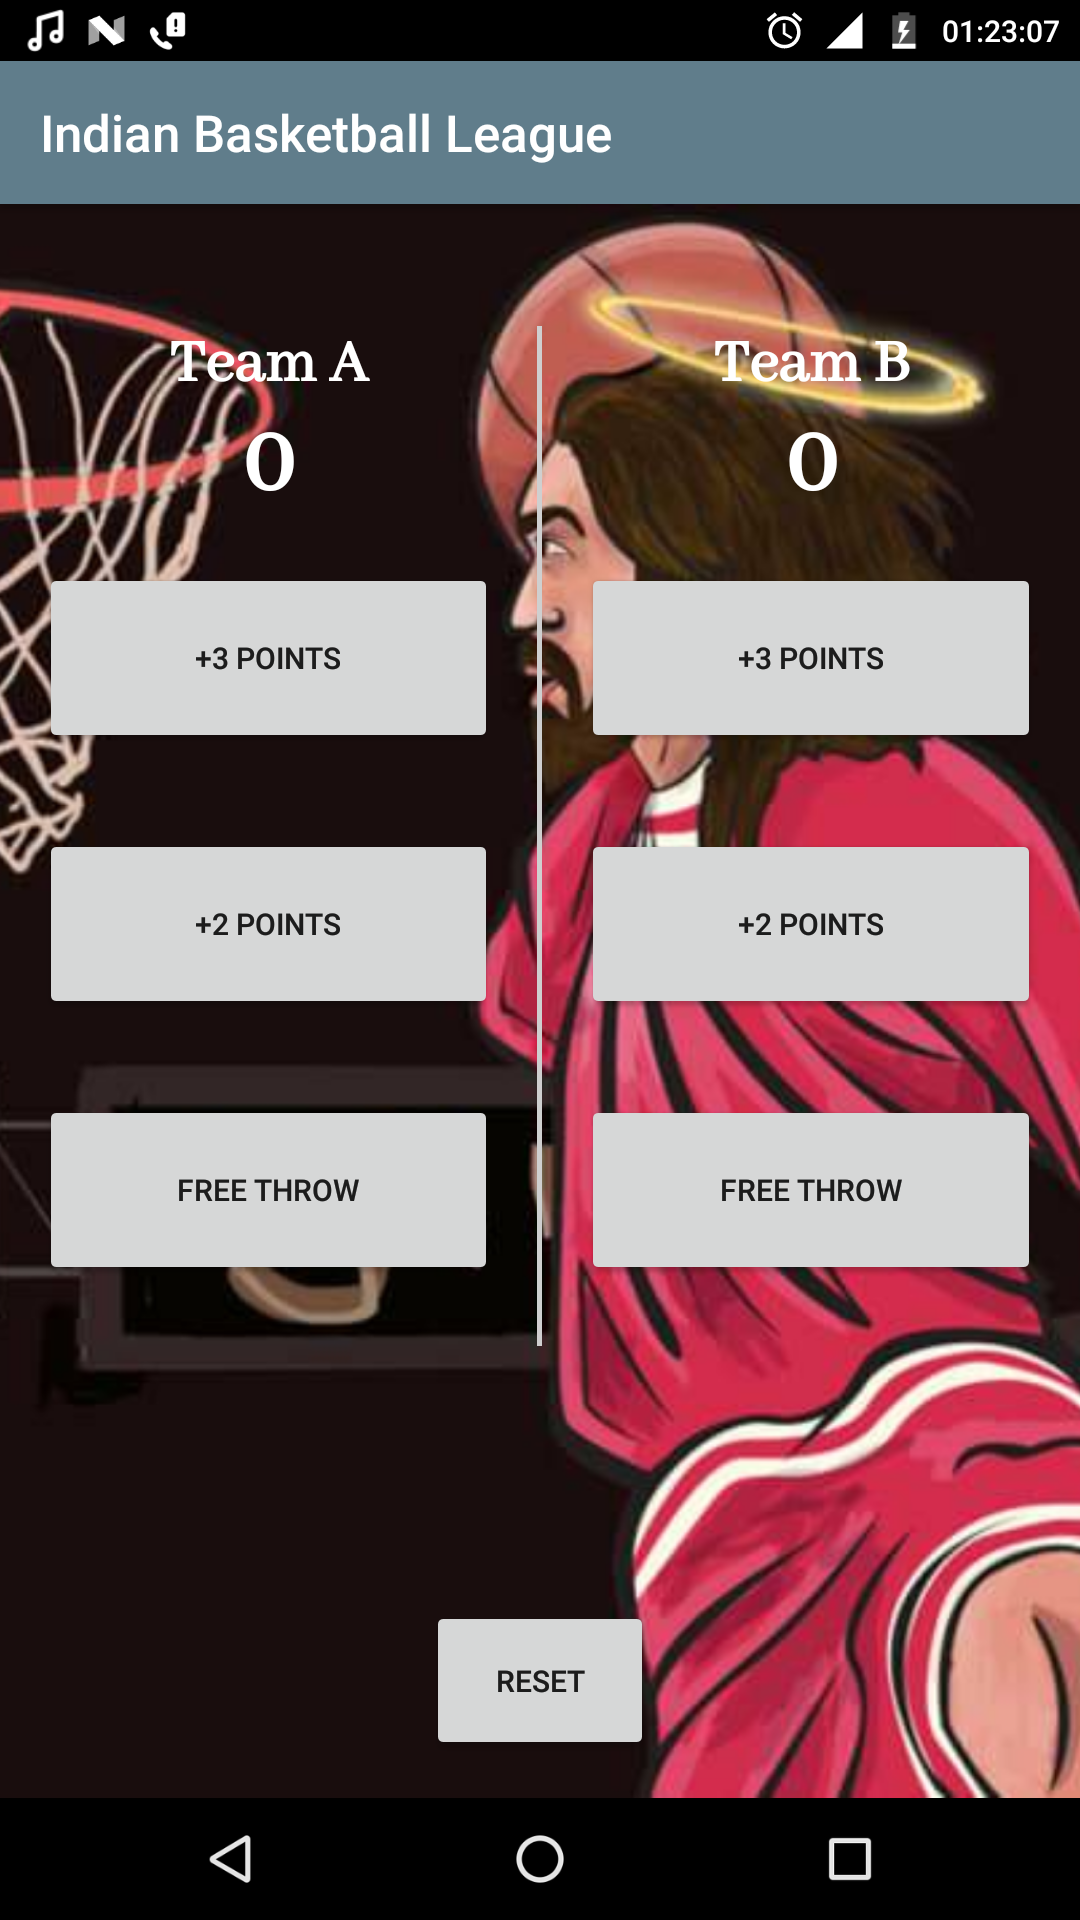 01:23:07
Indian Basketball League
Team A
Team B
0
0
+3 POINTS
+3 POINTS
+2 POINTS
+2 POINTS
FREE THROW
FREE THROW
RESET